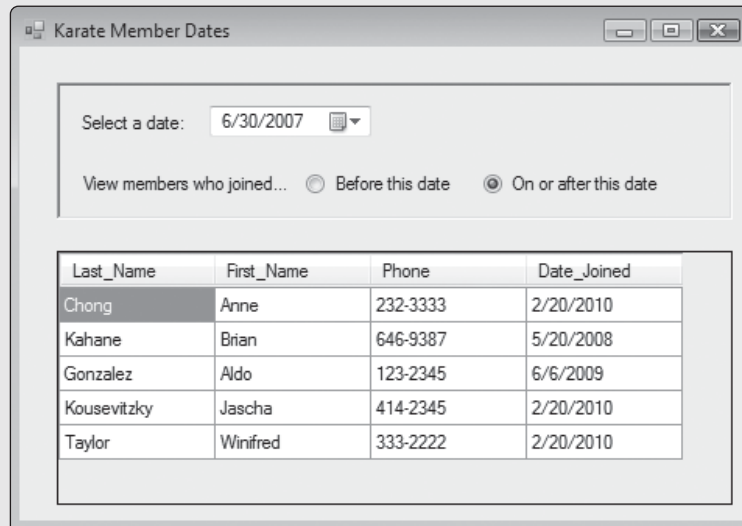 Karate Member Dates
Select a date: 6/30/2007
View members who joined... Before this date On or after this date
Last_Name First_Name Phone Date_Joined
Chong Anne 232-3333 2/20/2010
Kahane Brian 646-9387 5/20/2008
Gonzalez Aldo 123-2345 6/6/2009
Kousevitzky Jascha 414-2345 2/20/2010
Taylor Winifred 333-2222 2/20/2010